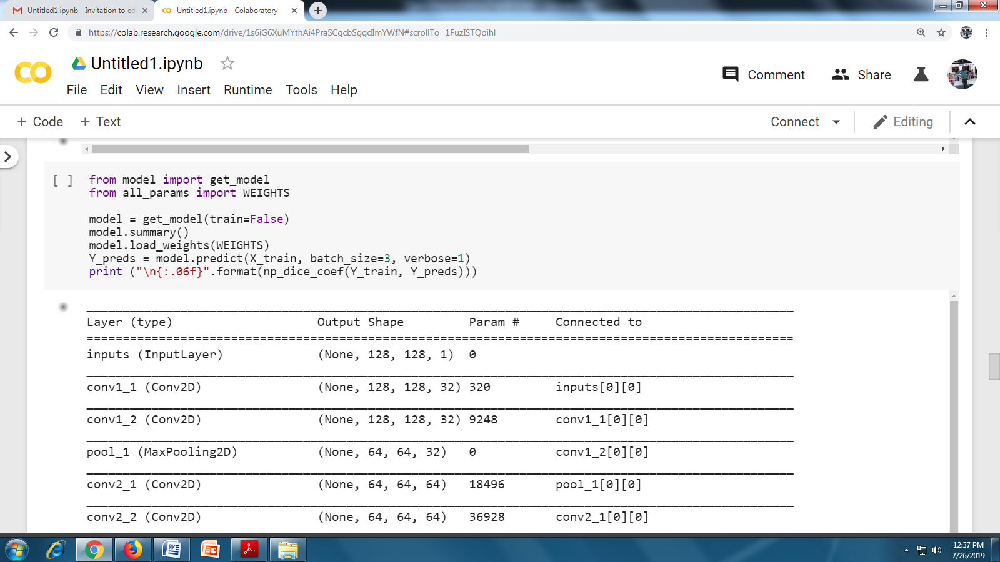 Untitled1.ipynb - Invitation to ed
Untitled1.ipynb - Colaboratory
https://colab.research.google.com/drive/1s6iG6XuMYthAi4PraSCgcbSggdImYWfN#scrollTo=1FuzISTQoihl
Untitled1.ipynb
Comment
Share
File Edit View Insert Runtime Tools Help
+ Code + Text
Connect
Editing
[ ] from model import get_model
from all_params import WEIGHTS
model = get_model(train=False)
model.summary()
model.load_weights(WEIGHTS)
Y_preds = model.predict(X_train, batch_size=3, verbose=1)
print ("\n{:.06f}".format(np_dice_coef(Y_train, Y_preds)))
Layer (type) Output Shape Param # Connected to
==================================================================================================
inputs (InputLayer) (None, 128, 128, 1) 0
conv1_1 (Conv2D) (None, 128, 128, 32) 320 inputs[0][0]
conv1_2 (Conv2D) (None, 128, 128, 32) 9248 conv1_1[0][0]
pool_1 (MaxPooling2D) (None, 64, 64, 32) 0 conv1_2[0][0]
conv2_1 (Conv2D) (None, 64, 64, 64) 18496 pool_1[0][0]
conv2_2 (Conv2D) (None, 64, 64, 64) 36928 conv2_1[0][0]
12:37 PM
7/26/2019